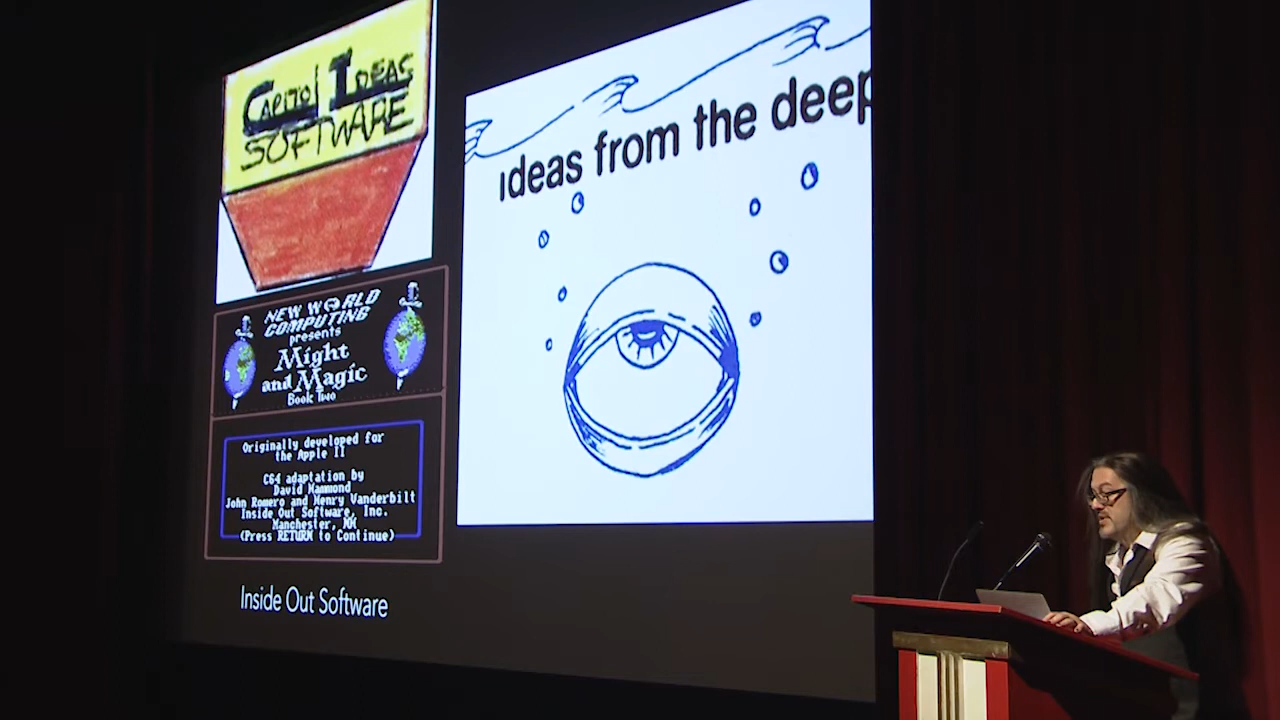 CAPITOL IDEAS
SOFTWARE
NEW WORLD
COMPUTING
presents
Might
and Magic
Book Two
Originally developed for
the Apple II
C64 adaptation by
David Hammond
John Romero and Henry Vanderbilt
Inside Out Software, Inc.
Manchester, NH
(Press RETURN to Continue)
Inside Out Software
ideas from the deep